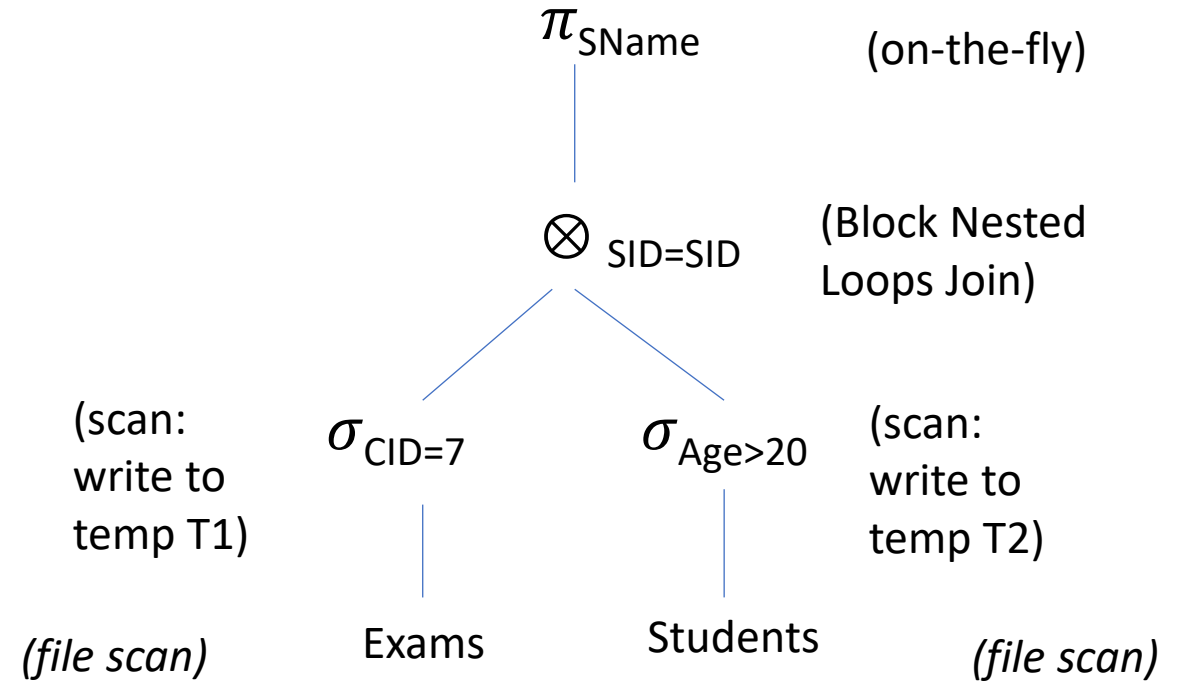 π SName (on-the-fly)
⊗ SID=SID (Block Nested
Loops Join)
(scan:
write to
temp T1)
σ CID=7
σ Age>20
(scan:
write to
temp T2)
(file scan)
Exams
Students
(file scan)